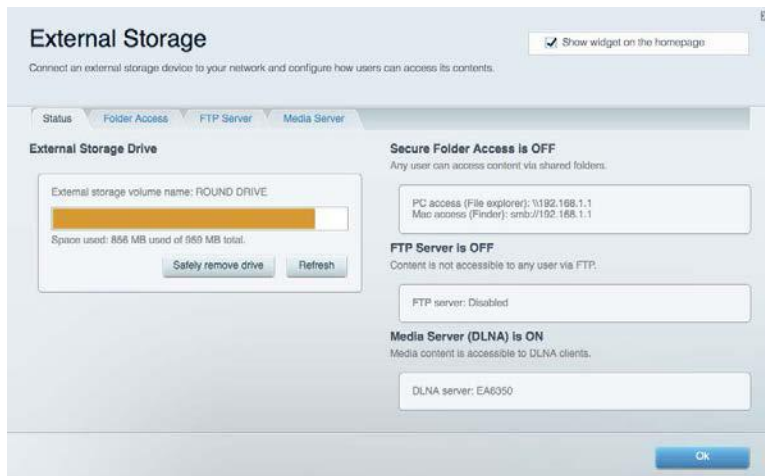 External Storage
Show widget on the homepage
Connect an external storage device to your network and configure how users can access its contents.
Status
Folder Access
FTP Server
Media Server
External Storage Drive
External storage volume name: ROUND DRIVE
Space used: 856 MB used of 959 MB total.
Safely remove drive
Refresh
Secure Folder Access is OFF
Any user can access content via shared folders.
PC access (File explorer): \\192.168.1.1
Mac access (Finder): smb://192.168.1.1
FTP Server is OFF
Content is not accessible to any user via FTP.
FTP server: Disabled
Media Server (DLNA) is ON
Media content is accessible to DLNA clients.
DLNA server: EA6350
Ok